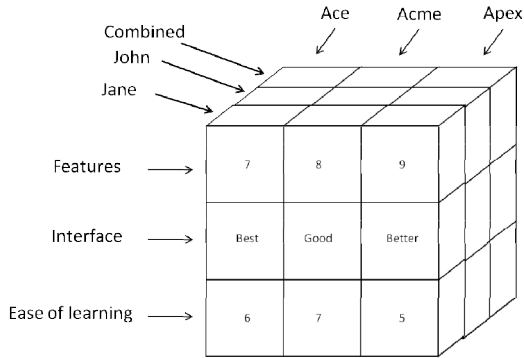 Ace Acme Apex
Combined
John
Jane
Features 7 8 9
Interface Best Good Better
Ease of learning 6 7 5